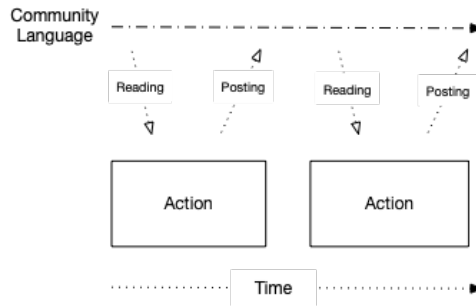 Community
Language
Reading
Posting
Reading
Posting
Action
Action
Time